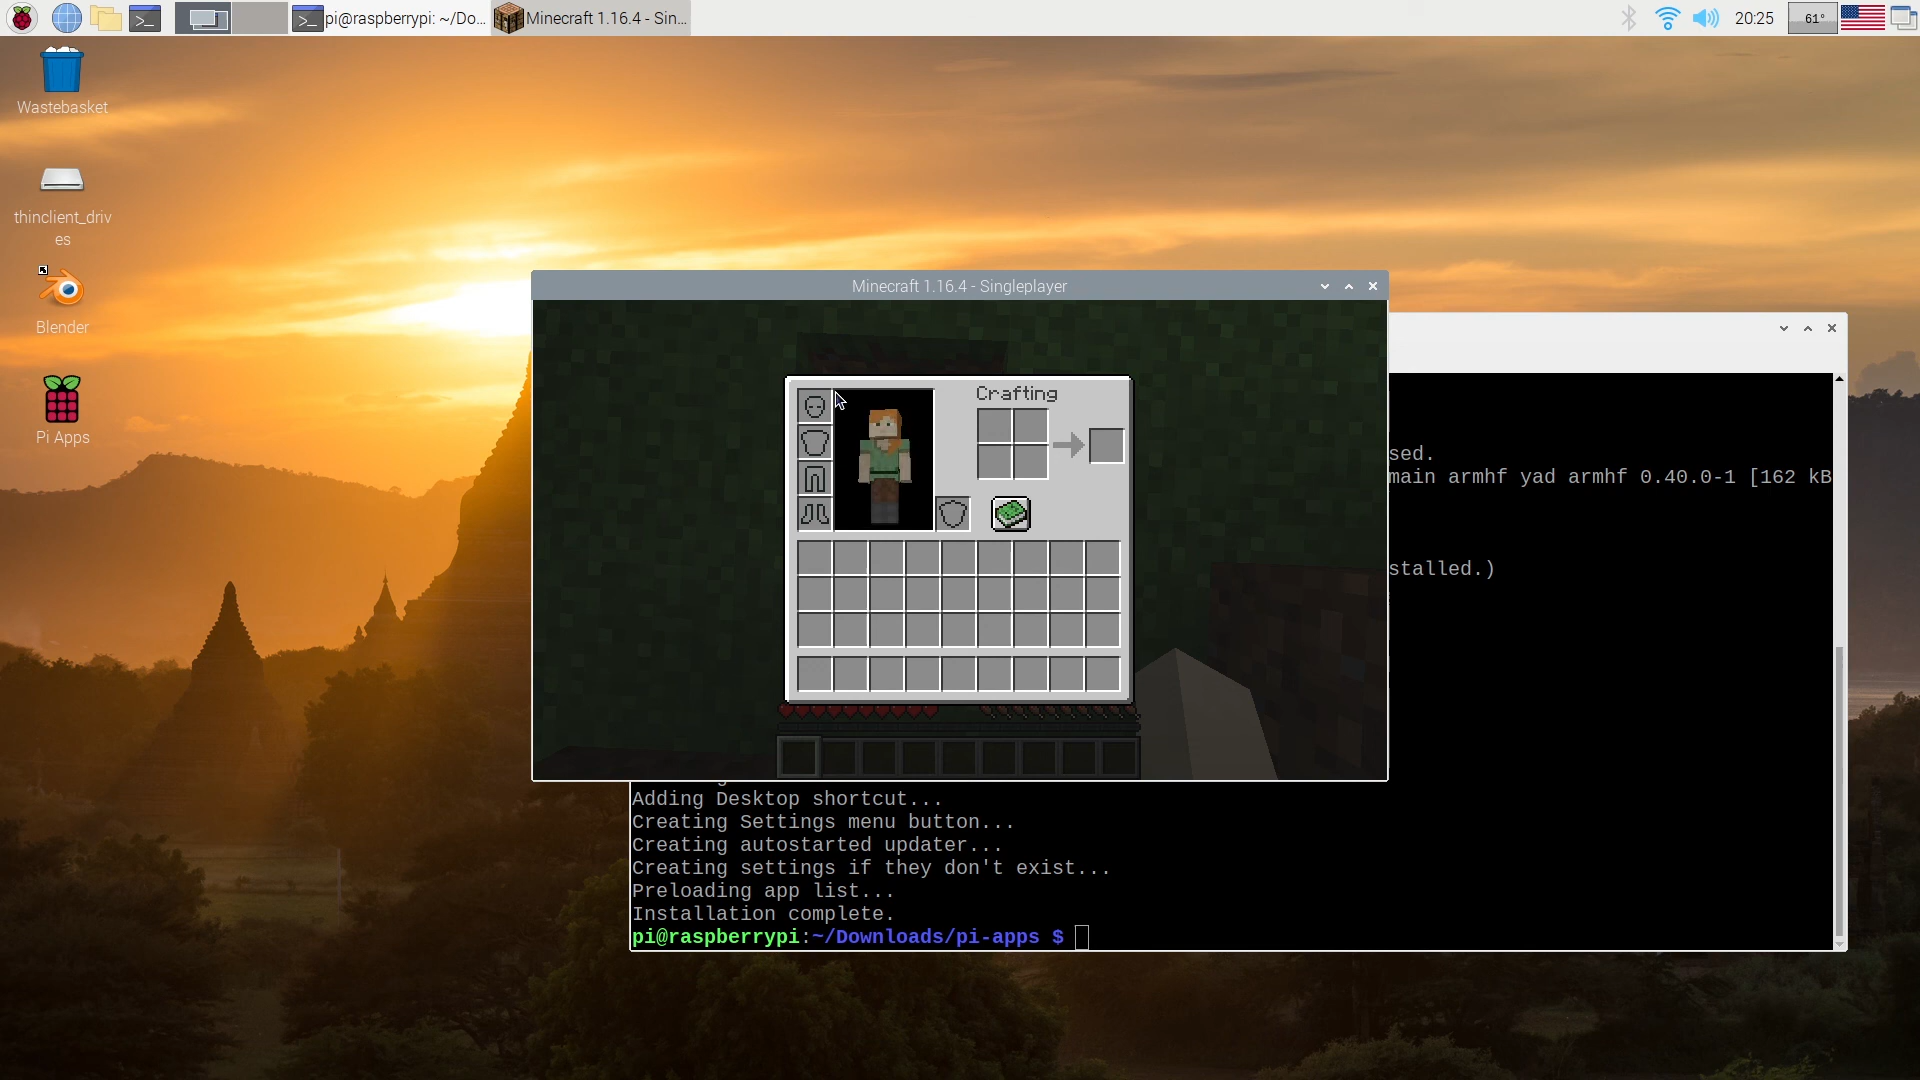 pi@raspberrypi: ~/Do...
Minecraft 1.16.4 - Sin...
20:25
61°
Wastebasket
thinclient_driv
es
Blender
Pi Apps
Minecraft 1.16.4 - Singleplayer
Crafting
sed.
main armhf yad armhf 0.40.0-1 [162 kB
stalled.)
Adding Desktop shortcut...
Creating Settings menu button...
Creating autostarted updater...
Creating settings if they don't exist...
Preloading app list...
Installation complete.
pi@raspberrypi:~/Downloads/pi-apps $